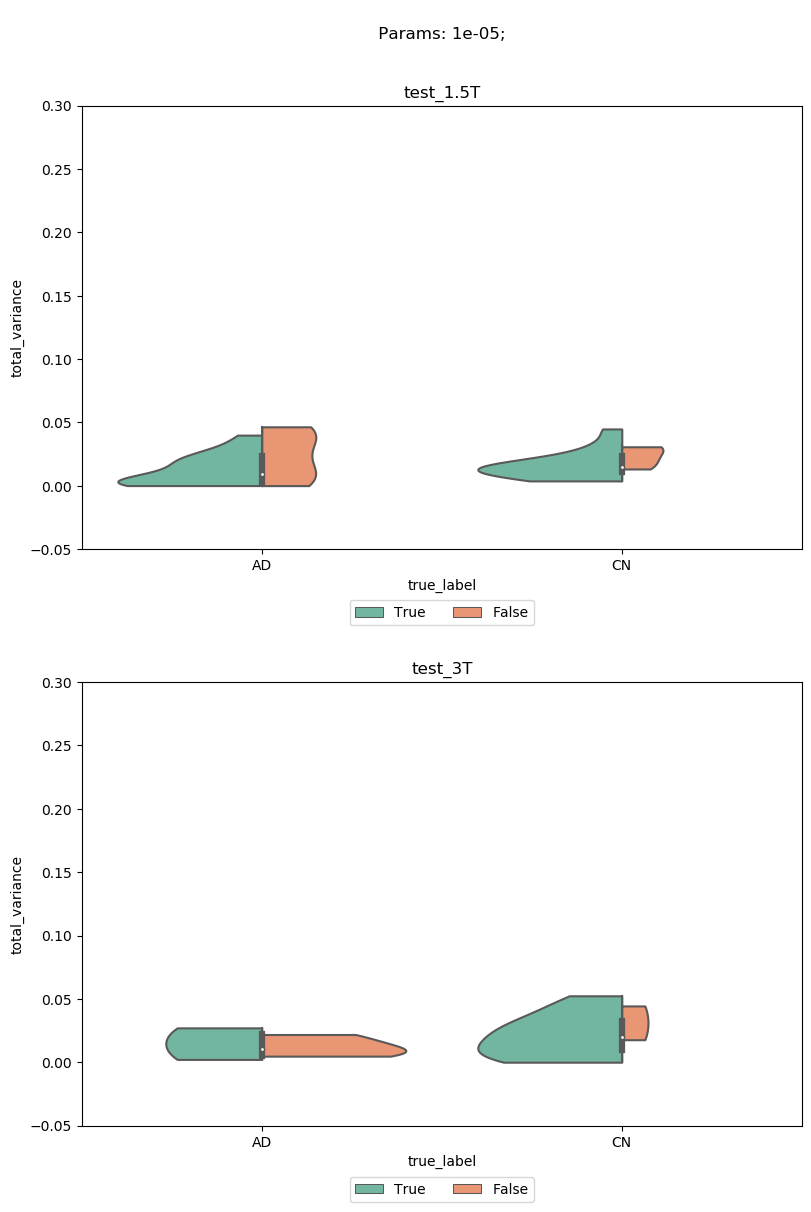 Params: 1e-05;
test_1.5T
0.30
0.25
0.20
0.15
0.10
0.05
0.00
−0.05
total_variance
AD CN
true_label
True False
test_3T
0.30
0.25
0.20
0.15
0.10
0.05
0.00
−0.05
total_variance
AD CN
true_label
True False